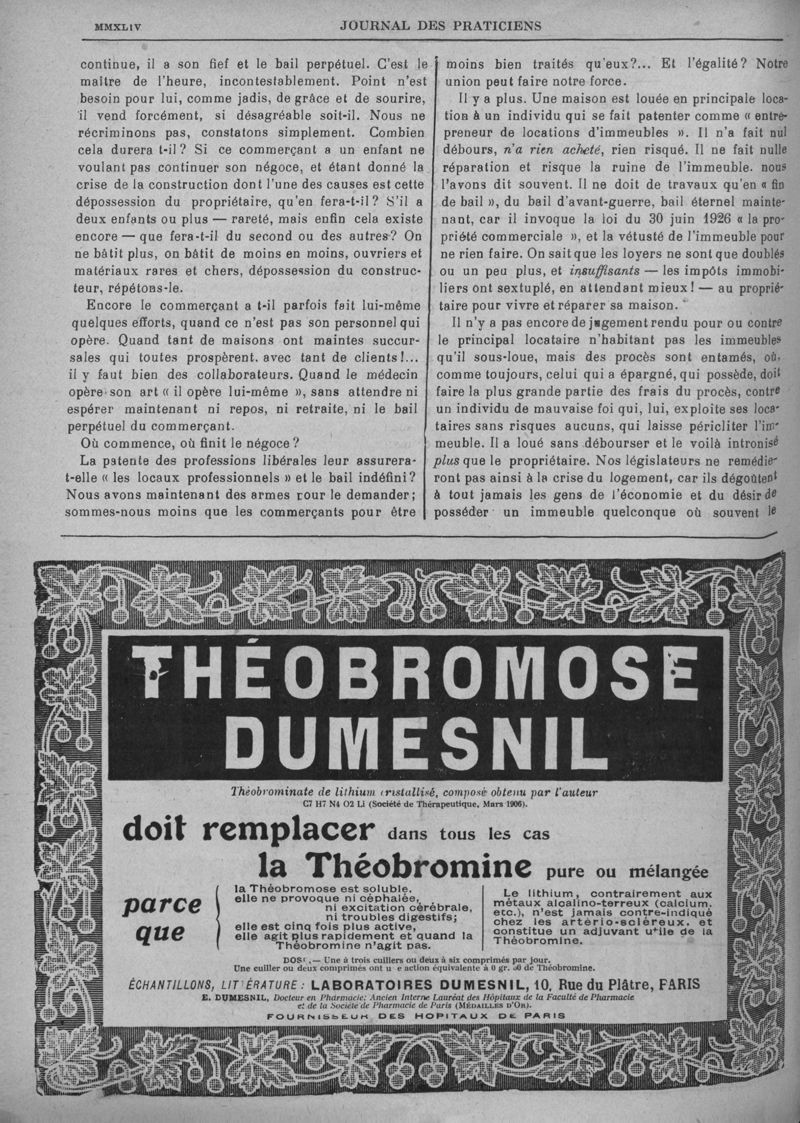 MMXLIV
JOURNAL DES PRATICIENS
continue, il a son fief et le bail perpétuel. C'est le
maître de l'heure, incontestablement. Point n'est
besoin pour lui, comme jadis, de grâce et de sourire,
il vend forcément, si désagréable soit-il. Nous ne
récriminons pas, constatons simplement. Combien
cela durera t-il? Si ce commerçant a un enfant ne
voulant pas continuer son négoce, et étant donné la
crise de la construction dont l'une des causes est cette
dépossession du propriétaire, qu'en fera-t-il? S'il a
deux enfants ou plus — rareté, mais enfin cela existe
encore — que fera-t-il du second ou des autres? On
ne bâtit plus, on bâtit de moins en moins, ouvriers et
matériaux rares et chers, dépossession du construc-
teur, répétons-le.
Encore le commerçant a t-il parfois fait lui-même
quelques efforts, quand ce n'est pas son personnel qui
opère. Quand tant de maisons ont maintes succur-
sales qui toutes prospèrent. avec tant de clients!...
il y faut bien des collaborateurs. Quand le médecin
opère son art « il opère lui-même », sans attendre ni
espérer maintenant ni repos, ni retraite, ni le bail
perpétuel du commerçant.
Où commence, où finit le négoce?
La patente des professions libérales leur assurera-
t-elle « les locaux professionnels » et le bail indéfini?
Nous avons maintenant des armes pour le demander;
sommes-nous moins que les commerçants pour être
moins bien traités qu'eux?... Et l'égalité? Notre
union peut faire notre force.
Il y a plus. Une maison est louée en principale loca-
tion à un individu qui se fait patenter comme « entre-
preneur de locations d'immeubles ». Il n'a fait nul
débours, n'a rien acheté, rien risqué. Il ne fait nulle
réparation et risque la ruine de l'immeuble. nous
l'avons dit souvent. Il ne doit de travaux qu'en « fin
de bail », du bail d'avant-guerre, bail éternel mainte-
nant, car il invoque la loi du 30 juin 1926 « la pro-
priété commerciale », et la vétusté de l'immeuble pour
ne rien faire. On sait que les loyers ne sont que doublés
ou un peu plus, et insuffisants — les impôts immobi-
liers ont sextuplé, en attendant mieux! — au proprié-
taire pour vivre et réparer sa maison.
Il n'y a pas encore de jugement rendu pour ou contre
le principal locataire n'habitant pas les immeubles
qu'il sous-loue, mais des procès sont entamés, où,
comme toujours, celui qui a épargné, qui possède, doit
faire la plus grande partie des frais du procès, contre
un individu de mauvaise foi qui, lui, exploite ses loca-
taires sans risques aucuns, qui laisse péricliter l'im-
meuble. Il a loué sans débourser et le voilà intronisé
plus que le propriétaire. Nos législateurs ne remédie-
ront pas ainsi à la crise du logement, car ils dégoûtent
à tout jamais les gens de l'économie et du désir de
posséder un immeuble quelconque où souvent le
THÉOBROMOSE
DUMESNIL
Théobrominate de lithium cristallisé, composé obtenu par l'auteur
C7 H7 N4 O2 Li (Société de Thérapeutique, Mars 1906).
doit remplacer dans tous les cas
la Théobromine pure ou mélangée
parce
que
la Théobromose est soluble.
elle ne provoque ni céphalée,
ni excitation cérébrale,
ni troubles digestifs;
elle est cinq fois plus active,
elle agit plus rapidement et quand la
Théobromine n'agit pas.
Le lithium, contrairement aux
métaux alcalino-terreux (calcium.
etc.), n'est jamais contre-indiqué
chez les artério-scléreux. et
constitue un adjuvant utile de la
Théobromine.
DOSE. — Une à trois cuillers ou deux à six comprimés par jour.
Une cuiller ou deux comprimés ont une action équivalente à 0 gr. 50 de Théobromine.
ÉCHANTILLONS, LITTÉRATURE: LABORATOIRES DUMESNIL, 10, Rue du Plâtre, PARIS
E. DUMESNIL, Docteur en Pharmacie; Ancien Interne Lauréat des Hôpitaux de la Faculté de Pharmacie
et de la Société de Pharmacie de Paris (MÉDAILLES D'OR).
FOURNISSEUR DES HOPITAUX DE PARIS